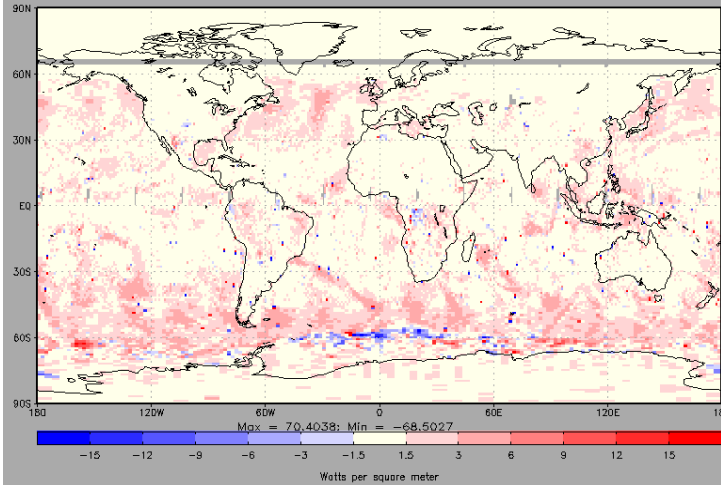 90N
60N
30N
EQ
30S
60S
90S
180 120W 60W 0 60E 120E 180
Max = 70.4038; Min = −68.5027
−15 −12 −9 −6 −3 −1.5 1.5 3 6 9 12 15
Watts per square meter